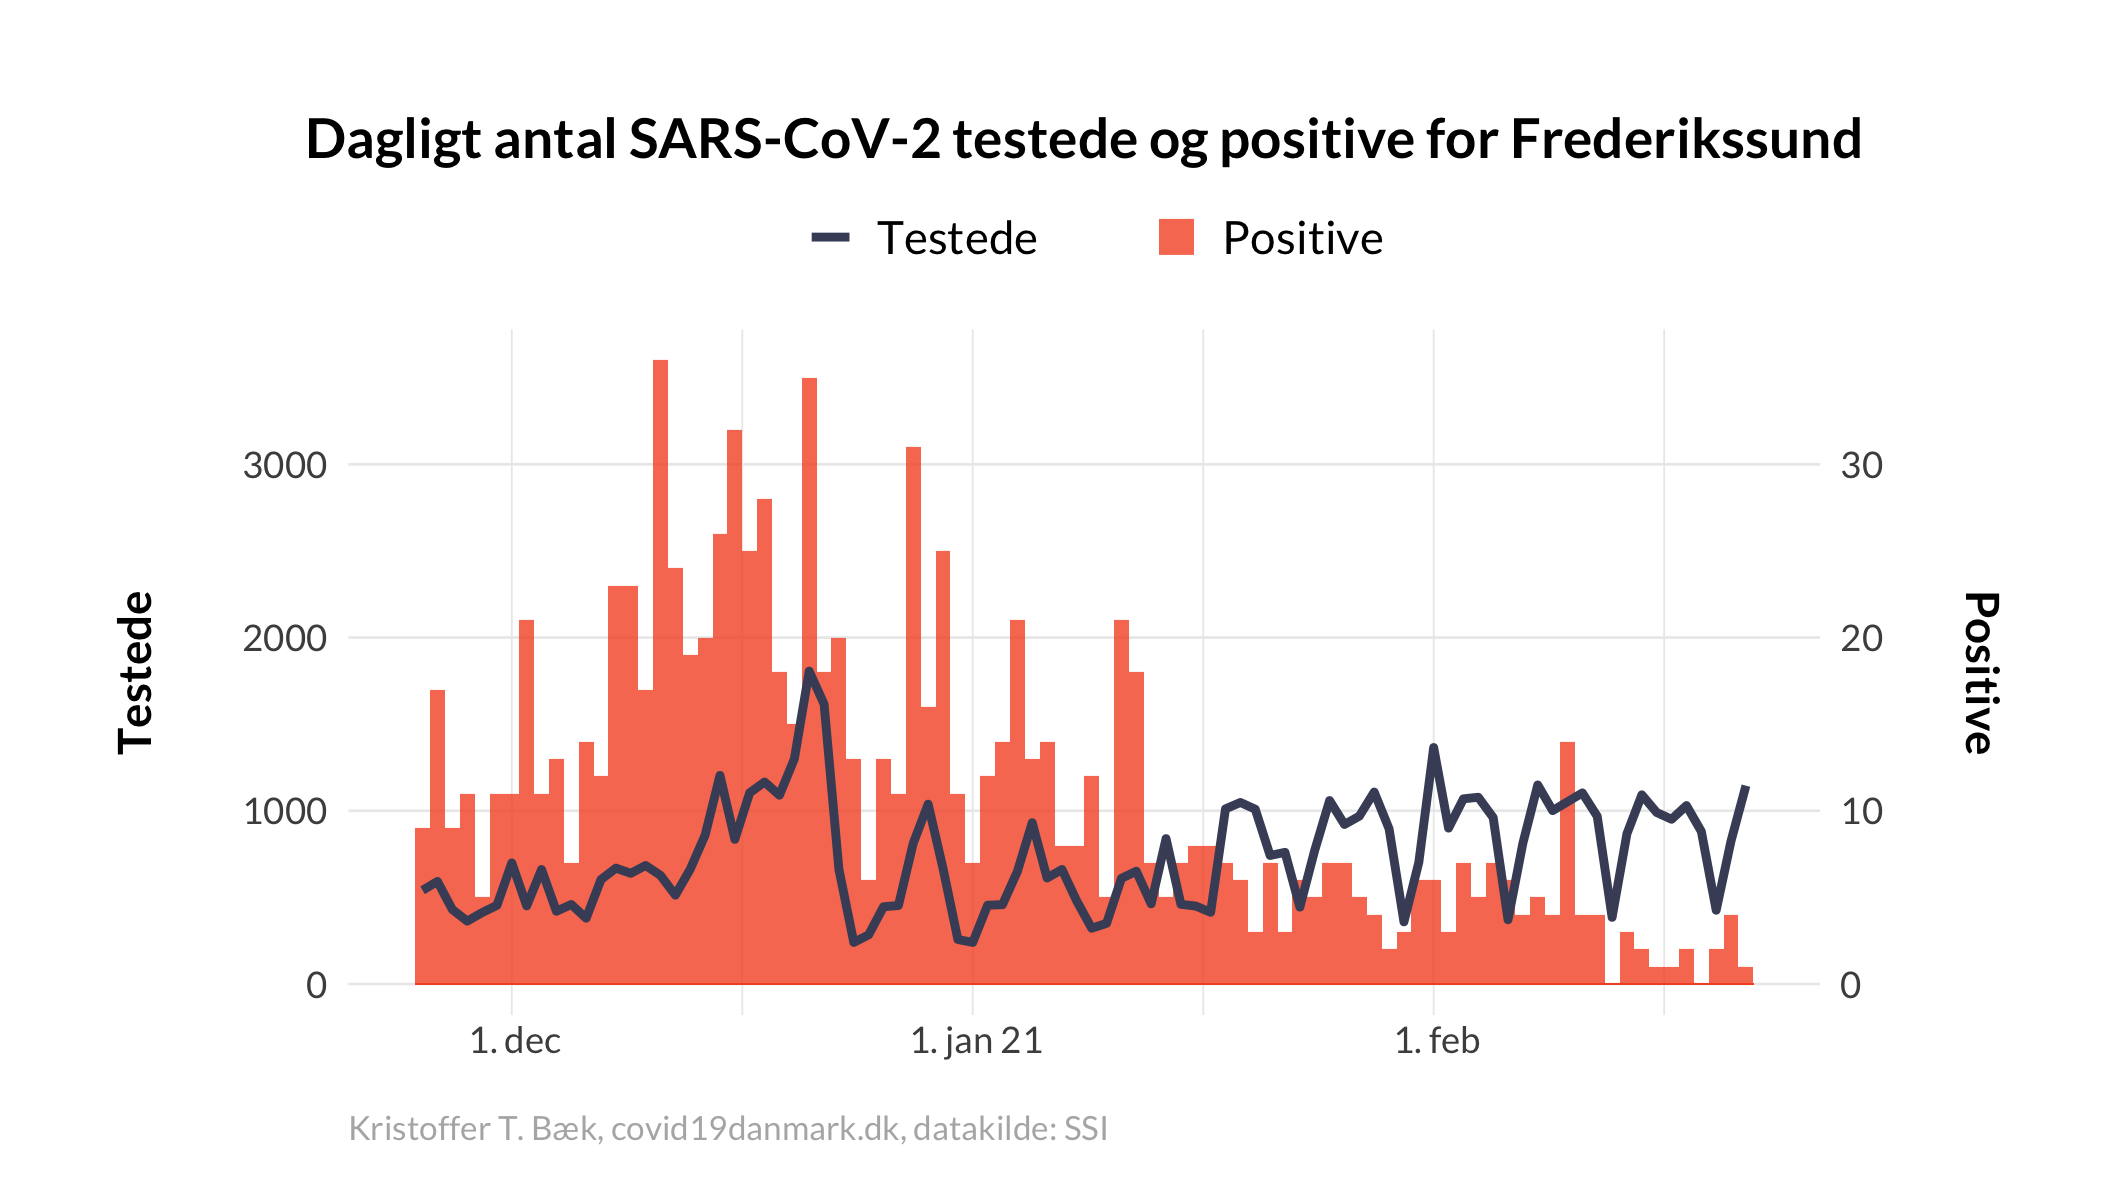 Dagligt antal SARS-CoV-2 testede og positive for Frederikssund
Testede Positive
3000 30
2000 20
1000 10
0 0
Testede
Positive
1. dec 1. jan 21 1. feb
Kristoffer T. Bæk, covid19danmark.dk, datakilde: SSI